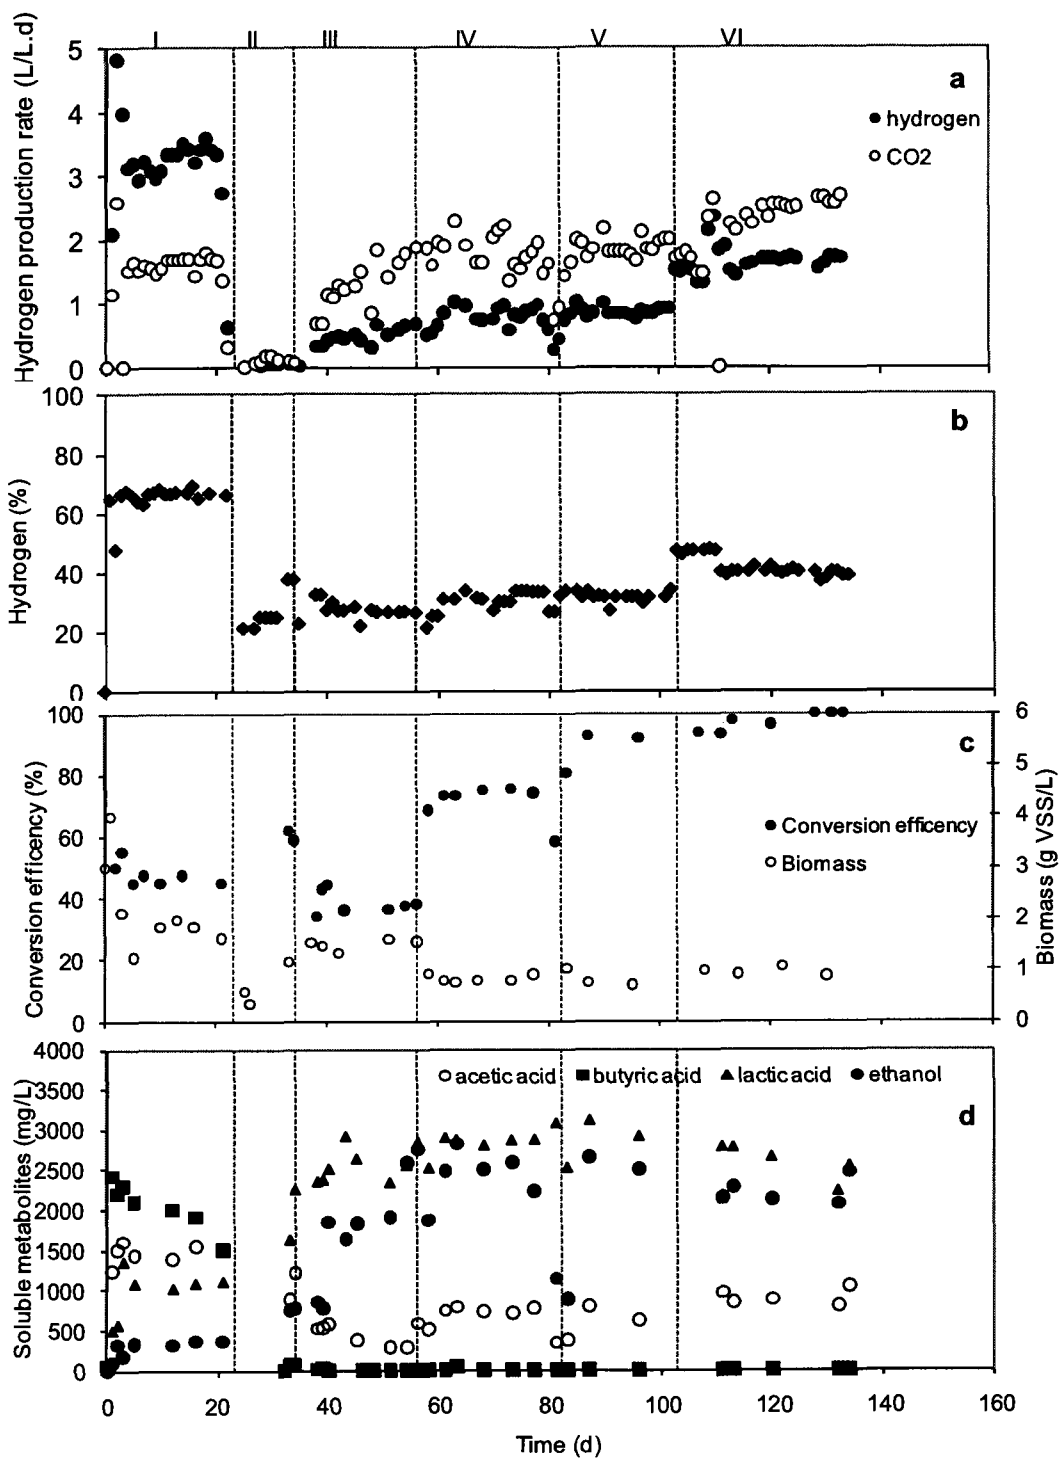 I II III IV V VI
Hydrogen production rate (L/L.d)
5
4
3
2
1
0
a
hydrogen
CO2
Hydrogen (%)
100
80
60
40
20
0
b
Conversion efficency (%)
100
80
60
40
20
0
c
Conversion efficency
Biomass
6
5
4
3
2
1
0
Biomass (g VSS/L)
Soluble metabolites (mg/L)
4000
3500
3000
2500
2000
1500
1000
500
0
acetic acid butyric acid lactic acid ethanol
d
0 20 40 60 80 100 120 140 160
Time (d)